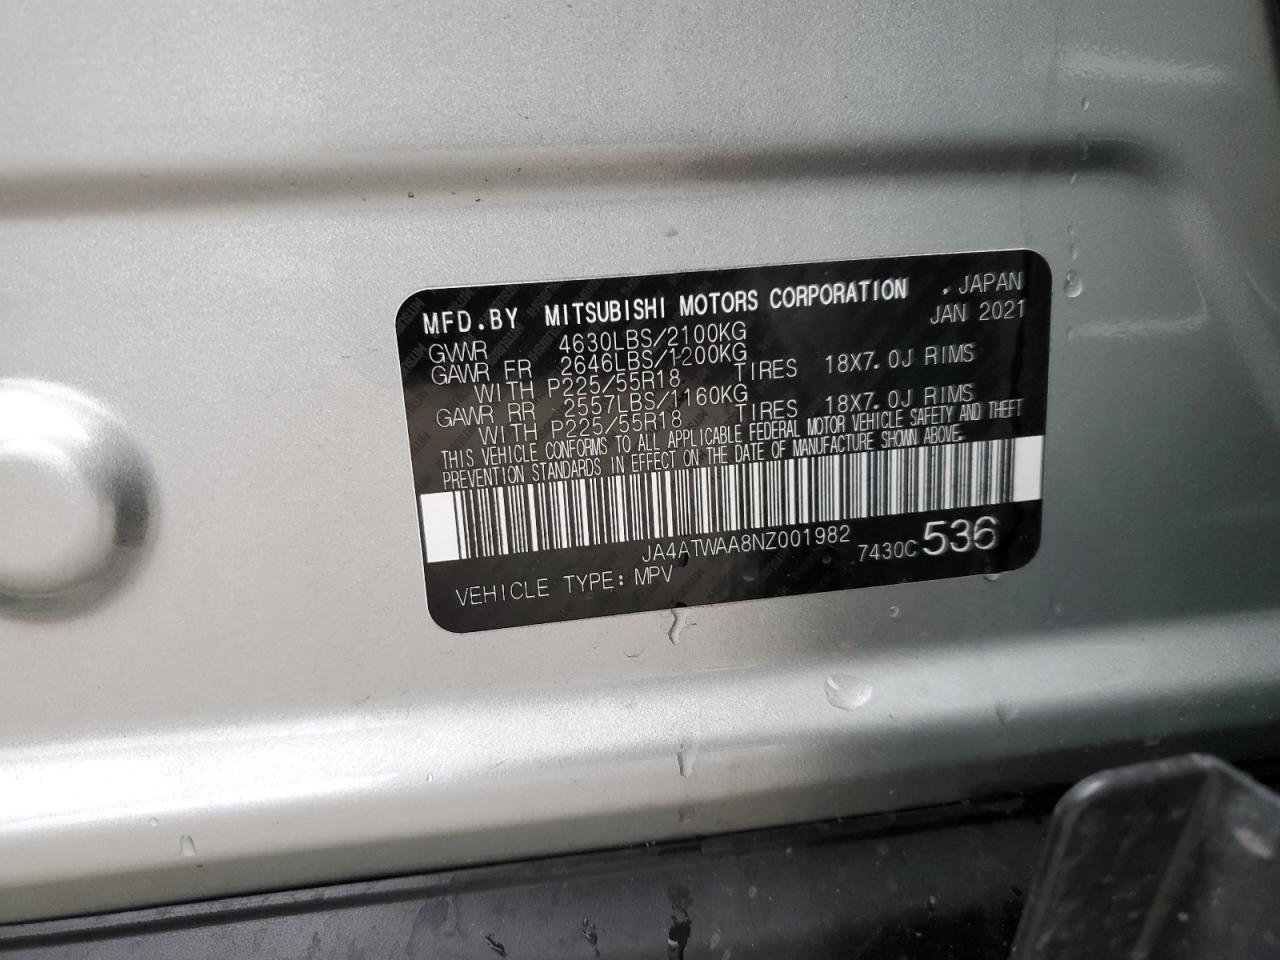 MFD.BY MITSUBISHI MOTORS CORPORATION , JAPAN
JAN 2021
GVWR 4630LBS/2100KG
GAWR FR 2646LBS/1200KG
WITH P225/55R18 TIRES 18X7.0J RIMS
GAWR RR 2557LBS/1160KG
WITH P225/55R18 TIRES 18X7.0J RIMS
THIS VEHICLE CONFORMS TO ALL APPLICABLE FEDERAL MOTOR VEHICLE SAFETY AND THEFT
PREVENTION STANDARDS IN EFFECT ON THE DATE OF MANUFACTURE SHOWN ABOVE.
JA4ATWAA8NZ001982
7430C 536
VEHICLE TYPE: MPV